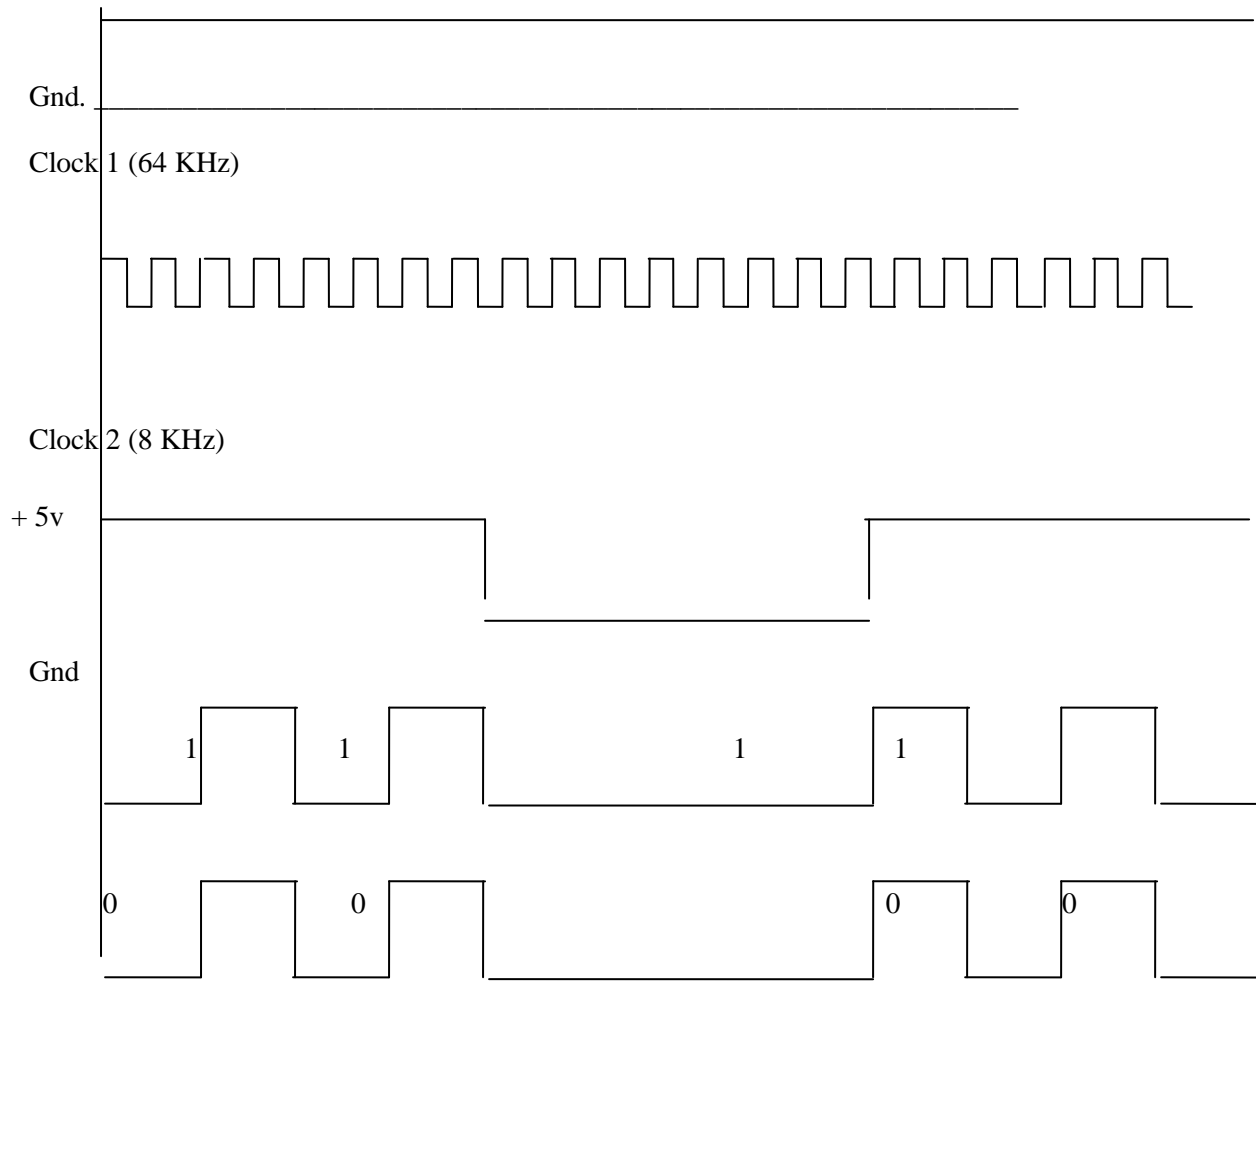 Gnd.
Clock 1 (64 KHz)
Clock 2 (8 KHz)
+ 5v
Gnd
1 1 1 1
0 0 0 0